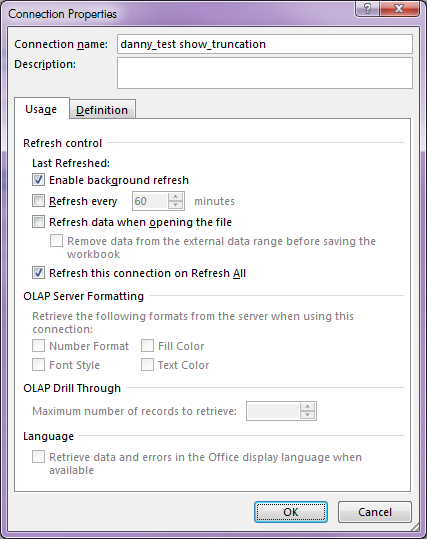 Connection Properties
Connection name: danny_test show_truncation
Description:
Usage Definition
Refresh control
Last Refreshed:
Enable background refresh
Refresh every 60 minutes
Refresh data when opening the file
Remove data from the external data range before saving the
workbook
Refresh this connection on Refresh All
OLAP Server Formatting
Retrieve the following formats from the server when using this
connection:
Number Format Fill Color
Font Style Text Color
OLAP Drill Through
Maximum number of records to retrieve:
Language
Retrieve data and errors in the Office display language when
available
OK Cancel